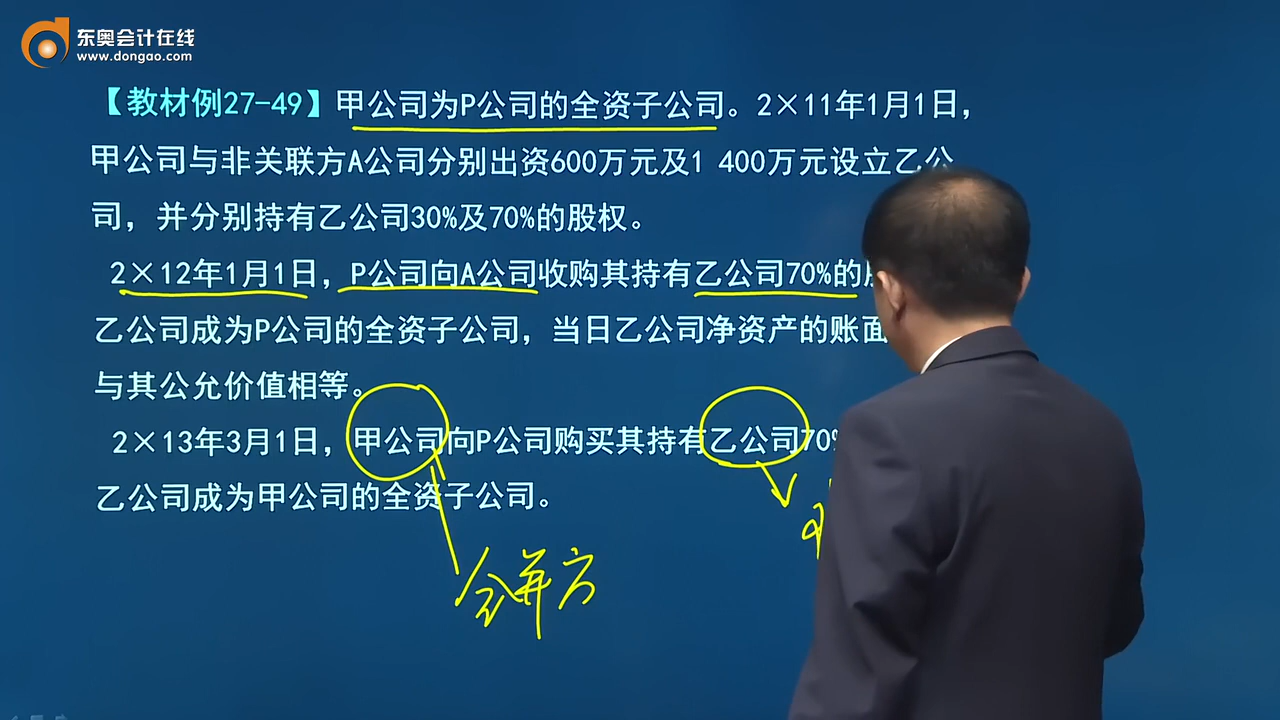 东奥会计在线
www.dongao.com
【教材例27-49】甲公司为P公司的全资子公司。2×11年1月1日，
甲公司与非关联方A公司分别出资600万元及1 400万元设立乙公
司，并分别持有乙公司30%及70%的股权。
2×12年1月1日，P公司向A公司收购其持有乙公司70%的
乙公司成为P公司的全资子公司，当日乙公司净资产的账面
与其公允价值相等。
2×13年3月1日，甲公司向P公司购买其持有乙公司70%
乙公司成为甲公司的全资子公司。
合并方